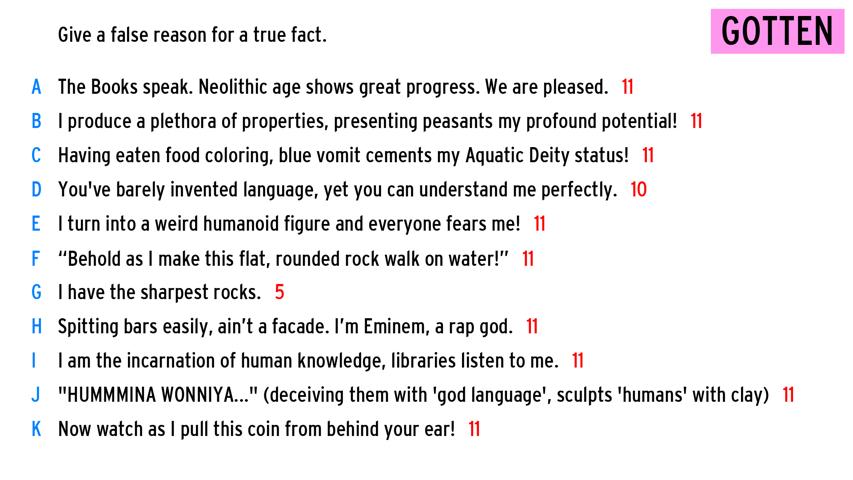 Give a false reason for a true fact.
GOTTEN
A The Books speak. Neolithic age shows great progress. We are pleased. 11
B I produce a plethora of properties, presenting peasants my profound potential! 11
C Having eaten food coloring, blue vomit cements my Aquatic Deity status! 11
D You've barely invented language, yet you can understand me perfectly. 10
E I turn into a weird humanoid figure and everyone fears me! 11
F “Behold as I make this flat, rounded rock walk on water!” 11
G I have the sharpest rocks. 5
H Spitting bars easily, ain’t a facade. I’m Eminem, a rap god. 11
I I am the incarnation of human knowledge, libraries listen to me. 11
J "HUMMMINA WONNIYA..." (deceiving them with 'god language', sculpts 'humans' with clay) 11
K Now watch as I pull this coin from behind your ear! 11